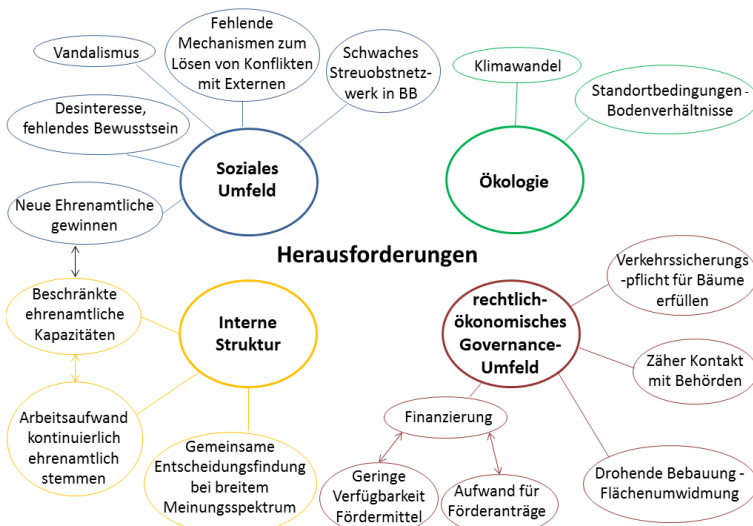 Vandalismus
Fehlende
Mechanismen zum
Lösen von Konflikten
mit Externen
Schwaches
Streuobstnetz-
werk in BB
Desinteresse,
fehlendes Bewusstsein
Soziales
Umfeld
Neue Ehrenamtliche
gewinnen
Klimawandel
Standortbedingungen -
Bodenverhältnisse
Ökologie
Herausforderungen
Beschränkte
ehrenamtliche
Kapazitäten
Interne
Struktur
Arbeitsaufwand
kontinuierlich
ehrenamtlich
stemmen
Gemeinsame
Entscheidungsfindung
bei breitem
Meinungsspektrum
rechtlich-
ökonomisches
Governance-
Umfeld
Verkehrssicherungs
-pflicht für Bäume
erfüllen
Zäher Kontakt
mit Behörden
Finanzierung
Geringe
Verfügbarkeit
Fördermittel
Aufwand für
Förderanträge
Drohende Bebauung -
Flächenumwidmung